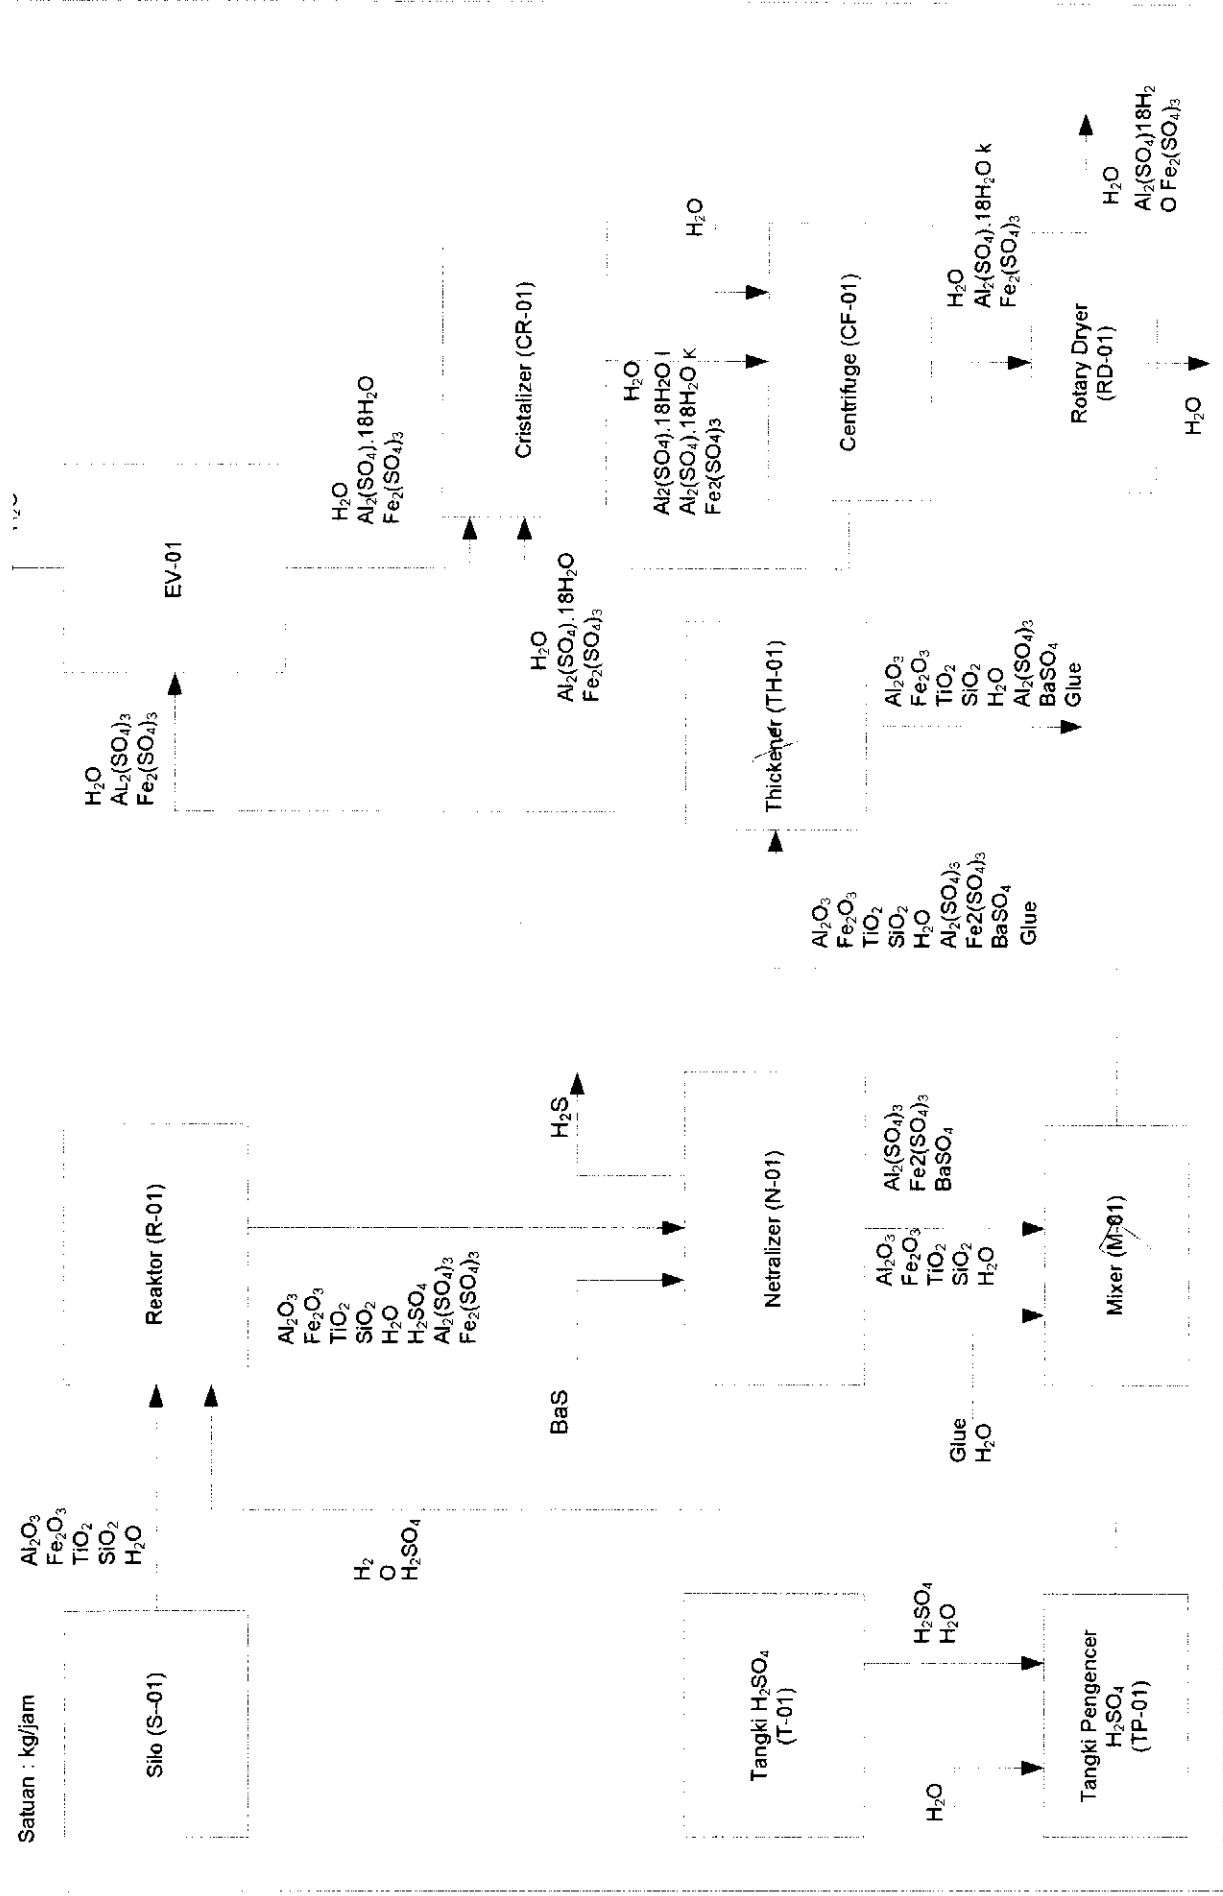 Satuan : kg/jam
Silo (S--01)
Al₂O₃
Fe₂O₃
TiO₂
SiO₂
H₂O
Reaktor (R-01)
H₂
O
H₂SO₄
Al₂O₃
Fe₂O₃
TiO₂
SiO₂
H₂O
H₂SO₄
Al₂(SO₄)₃
Fe₂(SO₄)₃
BaS
H₂S
Tangki H₂SO₄
(T-01)
H₂SO₄
H₂O
H₂O
Tangki Pengencer
H₂SO₄
(TP-01)
Netralizer (N-01)
Al₂O₃
Fe₂O₃
TiO₂
SiO₂
H₂O
Al₂(SO₄)₃
Fe2(SO₄)₃
BaSO₄
Glue
H₂O
Mixer (M-01)
Al₂O₃
Fe₂O₃
TiO₂
SiO₂
H₂O
Al₂(SO₄)₃
Fe2(SO₄)₃
BaSO₄
Glue
Thickener (TH-01)
Al₂O₃
Fe₂O₃
TiO₂
SiO₂
H₂O
Al₂(SO₄)₃
BaSO₄
Glue
H₂O
AL₂(SO₄)₃
Fe₂(SO₄)₃
EV-01
H₂O
Al₂(SO₄).18H₂O
Fe₂(SO₄)₃
H₂O
Al₂(SO₄).18H₂O
Fe₂(SO₄)₃
Cristalizer (CR-01)
H₂O
Al₂(SO₄).18H2O l
Al₂(SO₄).18H₂O K
Fe2(SO4)3
H₂O
Centrifuge (CF-01)
H₂O
Al₂(SO₄).18H₂O k
Fe₂(SO₄)₃
Rotary Dryer
(RD-01)
H₂O
H₂O
Al₂(SO₄)18H₂
O Fe₂(SO₄)₃